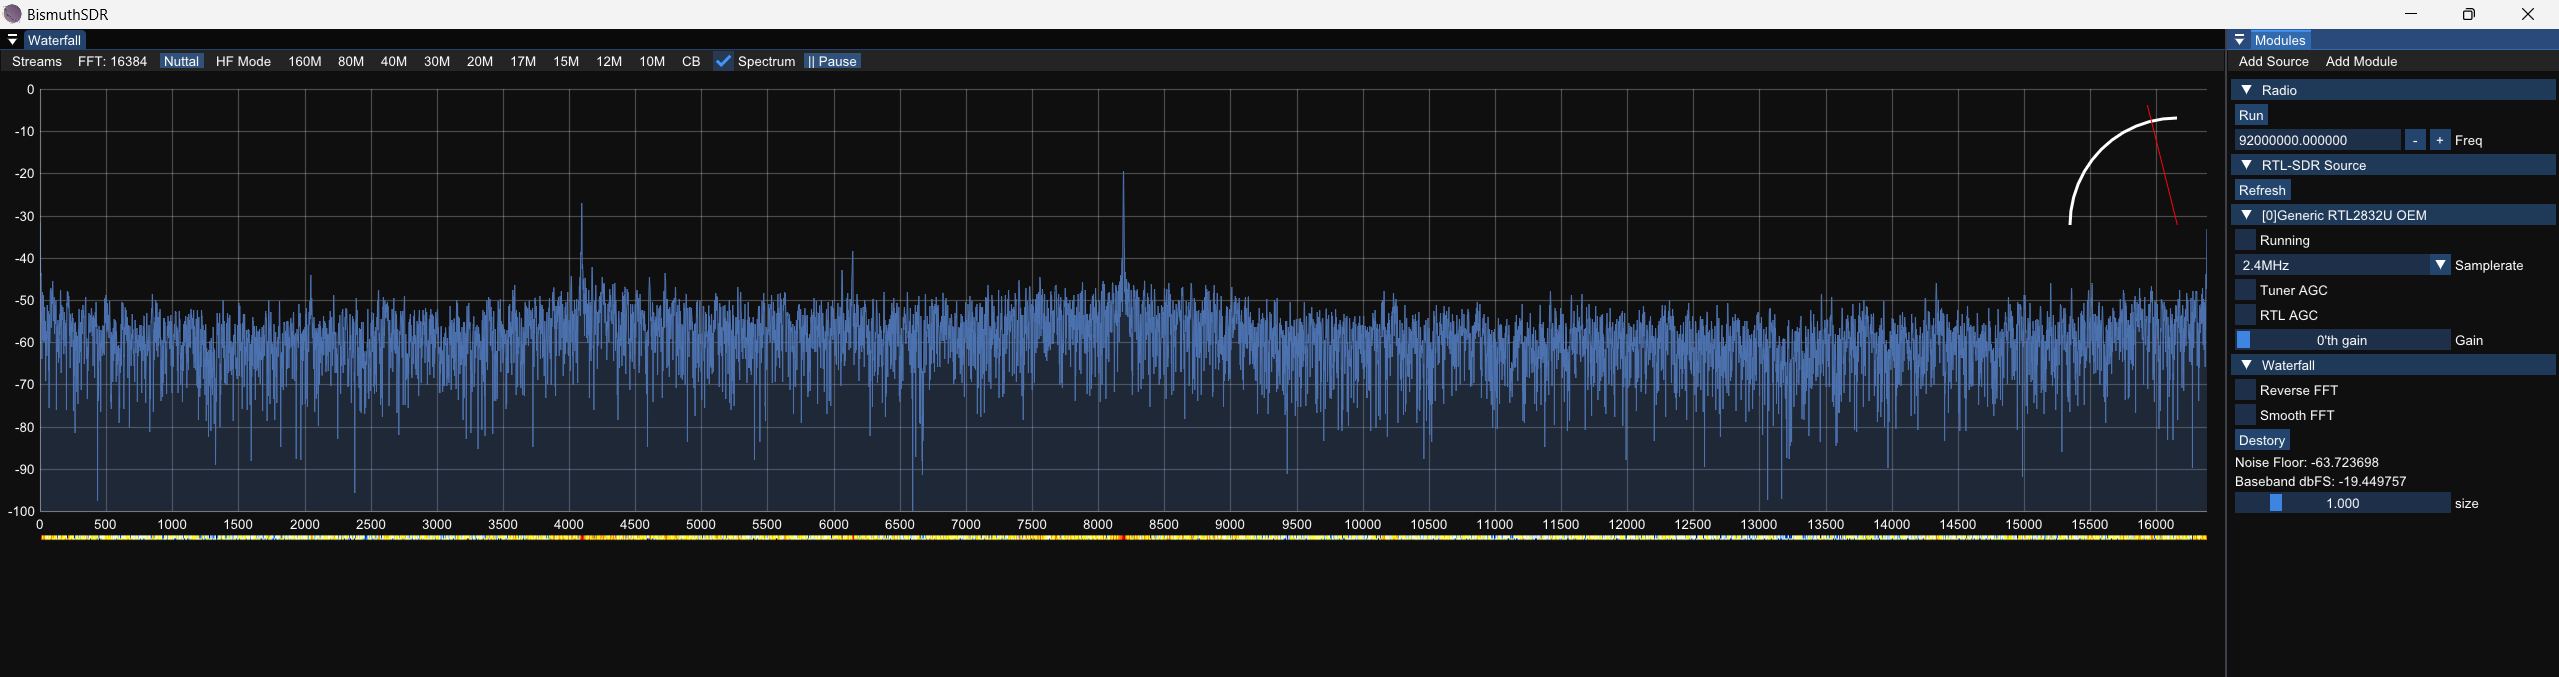 BismuthSDR
Waterfall
Streams FFT: 16384 Nuttal HF Mode 160M 80M 40M 30M 20M 17M 15M 12M 10M CB Spectrum || Pause
0
-10
-20
-30
-40
-50
-60
-70
-80
-90
-100
0 500 1000 1500 2000 2500 3000 3500 4000 4500 5000 5500 6000 6500 7000 7500 8000 8500 9000 9500 10000 10500 11000 11500 12000 12500 13000 13500 14000 14500 15000 15500 16000
Modules
Add Source Add Module
Radio
Run
92000000.000000 - + Freq
RTL-SDR Source
Refresh
[0]Generic RTL2832U OEM
Running
2.4MHz Samplerate
Tuner AGC
RTL AGC
0'th gain Gain
Waterfall
Reverse FFT
Smooth FFT
Destory
Noise Floor: -63.723698
Baseband dbFS: -19.449757
1.000 size